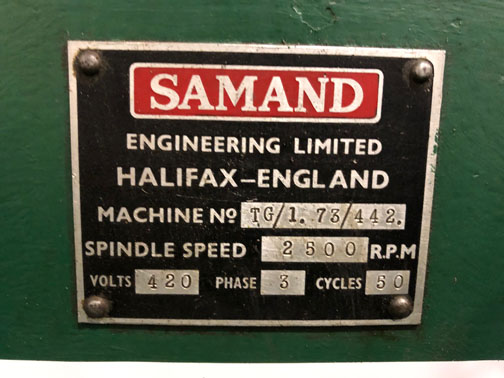 SAMAND
ENGINEERING LIMITED
HALIFAX–ENGLAND
MACHINE Nº TG/1.73/442.
SPINDLE SPEED 2500 R.P.M
VOLTS 420 PHASE 3 CYCLES 50